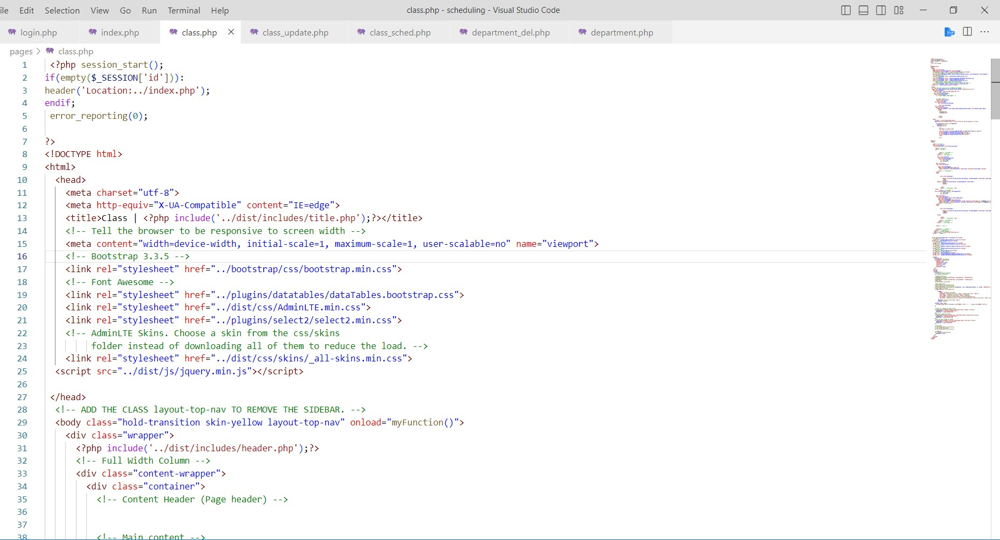 ile Edit Selection View Go Run Terminal Help class.php - scheduling - Visual Studio Code
login.php index.php class.php class_update.php class_sched.php department_del.php department.php
pages > class.php
1 <?php session_start();
2 if(empty($_SESSION['id'])):
3 header('Location:../index.php');
4 endif;
5 error_reporting(0);
6
7 ?>
8 <!DOCTYPE html>
9 <html>
10 <head>
11 <meta charset="utf-8">
12 <meta http-equiv="X-UA-Compatible" content="IE=edge">
13 <title>Class | <?php include('../dist/includes/title.php');?></title>
14 <!-- Tell the browser to be responsive to screen width -->
15 <meta content="width=device-width, initial-scale=1, maximum-scale=1, user-scalable=no" name="viewport">
16 <!-- Bootstrap 3.3.5 -->
17 <link rel="stylesheet" href="../bootstrap/css/bootstrap.min.css">
18 <!-- Font Awesome -->
19 <link rel="stylesheet" href="../plugins/datatables/dataTables.bootstrap.css">
20 <link rel="stylesheet" href="../dist/css/AdminLTE.min.css">
21 <link rel="stylesheet" href="../plugins/select2/select2.min.css">
22 <!-- AdminLTE Skins. Choose a skin from the css/skins
23 folder instead of downloading all of them to reduce the load. -->
24 <link rel="stylesheet" href="../dist/css/skins/_all-skins.min.css">
25 <script src="../dist/js/jquery.min.js"></script>
26
27 </head>
28 <!-- ADD THE CLASS layout-top-nav TO REMOVE THE SIDEBAR. -->
29 <body class="hold-transition skin-yellow layout-top-nav" onload="myFunction()">
30 <div class="wrapper">
31 <?php include('../dist/includes/header.php');?>
32 <!-- Full Width Column -->
33 <div class="content-wrapper">
34 <div class="container">
35 <!-- Content Header (Page header) -->
36
37
38 <!-- Main content -->